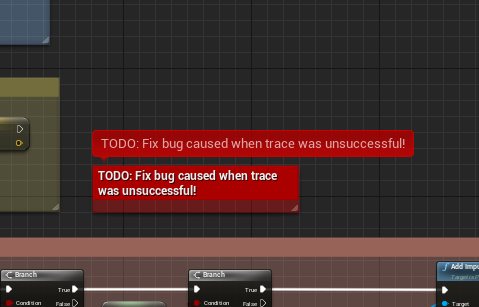 TODO: Fix bug caused when trace was unsuccessful!
TODO: Fix bug caused when trace
was unsuccessful!
Branch
Branch
Add Impu
True
True
Condition
False
Condition
False
Target